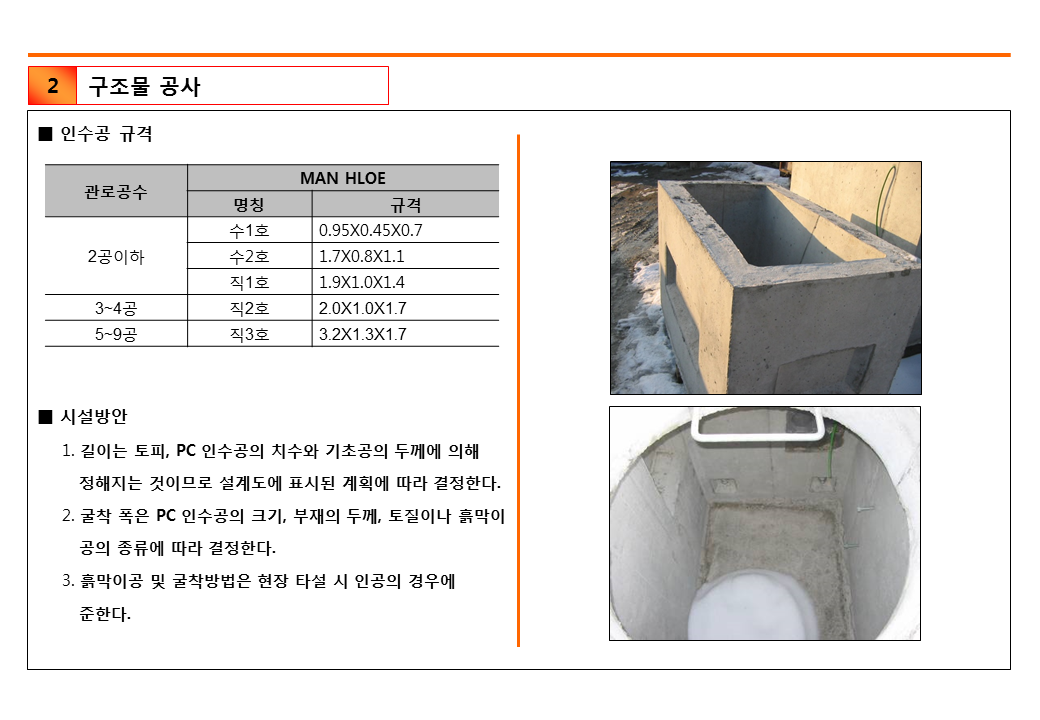 2 구조물 공사
■ 인수공 규격
관로공수 MAN HLOE
명칭 규격
2공이하 수1호 0.95X0.45X0.7
수2호 1.7X0.8X1.1
직1호 1.9X1.0X1.4
3~4공 직2호 2.0X1.0X1.7
5~9공 직3호 3.2X1.3X1.7
■ 시설방안
1. 길이는 토피, PC 인수공의 치수와 기초공의 두께에 의해
정해지는 것이므로 설계도에 표시된 계획에 따라 결정한다.
2. 굴착 폭은 PC 인수공의 크기, 부재의 두께, 토질이나 흙막이
공의 종류에 따라 결정한다.
3. 흙막이공 및 굴착방법은 현장 타설 시 인공의 경우에
준한다.